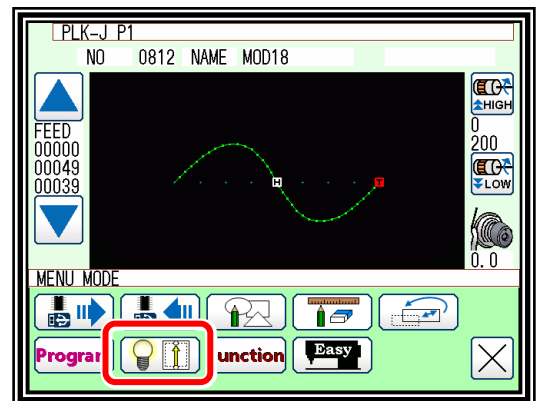 PLK-J P1
NO 0812 NAME MOD18
HIGH
FEED
00000
00049
00039
0
200
LOW
0.0
H
T
MENU MODE
Progra
unction
Easy